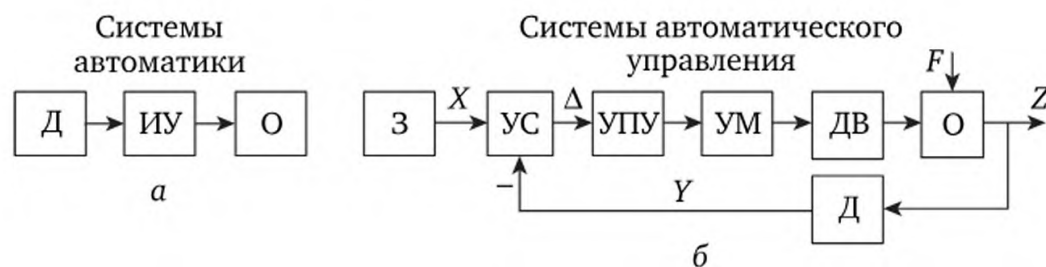 Системы
автоматики
Д ИУ О
а
Системы автоматического
управления
F
X Δ Z
З УС УПУ УМ ДВ О
– Y Д
б